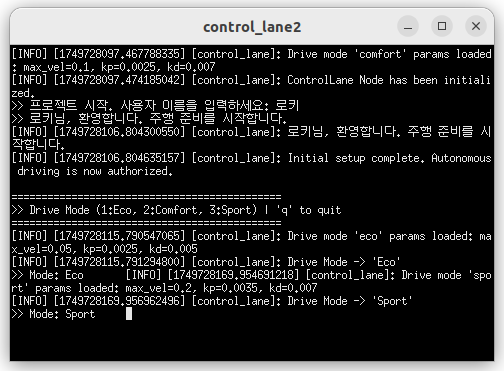 control_lane2
[INFO] [1749728097.467788335] [control_lane]: Drive mode 'comfort' params loaded
: max_vel=0.1, kp=0.0025, kd=0.007
[INFO] [1749728097.474185042] [control_lane]: ControlLane Node has been initiali
zed.
>> 프로젝트 시작. 사용자 이름을 입력하세요: 로키
>> 로키님, 환영합니다. 주행 준비를 시작합니다.
[INFO] [1749728106.804300550] [control_lane]: 로키님, 환영합니다. 주행 준비를 시
작합니다.
[INFO] [1749728106.804635157] [control_lane]: Initial setup complete. Autonomous
 driving is now authorized.
=============================================
>> Drive Mode (1:Eco, 2:Comfort, 3:Sport) | 'q' to quit
=============================================
[INFO] [1749728115.790547065] [control_lane]: Drive mode 'eco' params loaded: ma
x_vel=0.05, kp=0.0025, kd=0.005
[INFO] [1749728115.791294800] [control_lane]: Drive Mode -> 'Eco'
>> Mode: Eco       [INFO] [1749728169.954691218] [control_lane]: Drive mode 'spo
rt' params loaded: max_vel=0.2, kp=0.0035, kd=0.007
[INFO] [1749728169.956962496] [control_lane]: Drive Mode -> 'Sport'
>> Mode: Sport